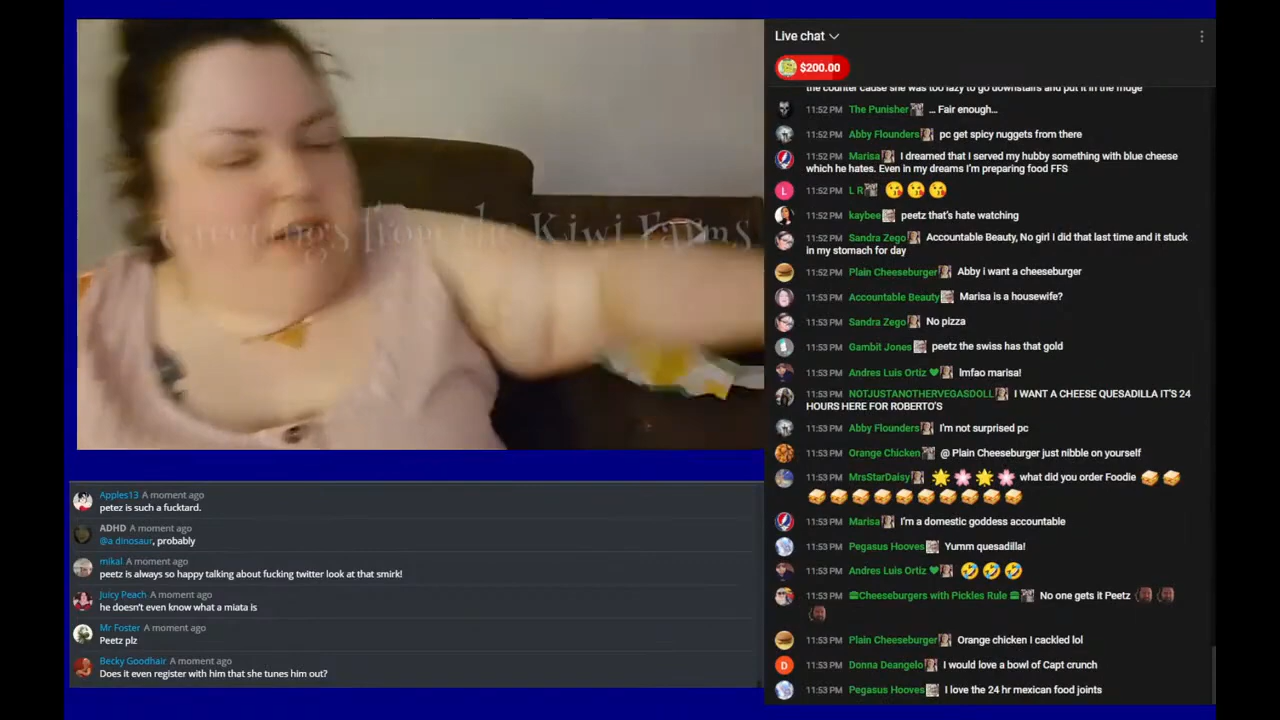 Greetings from the Kiwi Farms
Live chat
$200.00
the counter cause she was too lazy to go downstairs and put it in the fridge
11:52 PM The Punisher ... Fair enough...
11:52 PM Abby Flounders pc get spicy nuggets from there
11:52 PM Marisa I dreamed that I served my hubby something with blue cheese
which he hates. Even in my dreams I'm preparing food FFS
L
11:52 PM L R 😘 😘 😘
11:52 PM kaybee peetz that's hate watching
11:52 PM Sandra Zego Accountable Beauty, No girl I did that last time and it stuck
in my stomach for day
11:52 PM Plain Cheeseburger Abby i want a cheeseburger
11:53 PM Accountable Beauty Marisa is a housewife?
11:53 PM Sandra Zego No pizza
11:53 PM Gambit Jones peetz the swiss has that gold
11:53 PM Andres Luis Ortiz lmfao marisa!
11:53 PM NOTJUSTANOTHERVEGASDOLL I WANT A CHEESE QUESADILLA IT'S 24
HOURS HERE FOR ROBERTO'S
11:53 PM Abby Flounders I'm not surprised pc
11:53 PM Orange Chicken @ Plain Cheeseburger just nibble on yourself
11:53 PM MrsStarDaisy 🌟 🌸 🌟 🌸 what did you order Foodie
11:53 PM Marisa I'm a domestic goddess accountable
11:53 PM Pegasus Hooves Yumm quesadilla!
11:53 PM Andres Luis Ortiz 🤣 🤣 🤣
11:53 PM Cheeseburgers with Pickles Rule No one gets it Peetz
11:53 PM Plain Cheeseburger Orange chicken I cackled lol
D
11:53 PM Donna Deangelo I would love a bowl of Capt crunch
11:53 PM Pegasus Hooves I love the 24 hr mexican food joints
Apples13 A moment ago
petez is such a fucktard.
ADHD A moment ago
@a dinosaur, probably
mikal A moment ago
peetz is always so happy talking about fucking twitter look at that smirk!
Juicy Peach A moment ago
he doesn't even know what a miata is
Mr Foster A moment ago
Peetz plz
Becky Goodhair A moment ago
Does it even register with him that she tunes him out?